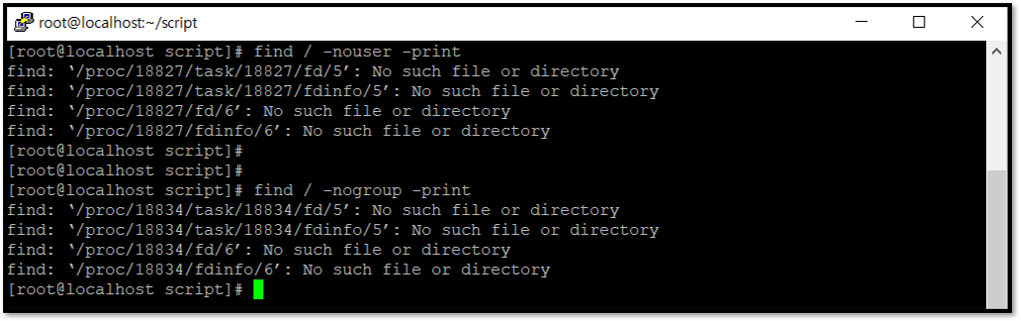 root@localhost:~/script
[root@localhost script]# find / -nouser -print
find: ‘/proc/18827/task/18827/fd/5’: No such file or directory
find: ‘/proc/18827/task/18827/fdinfo/5’: No such file or directory
find: ‘/proc/18827/fd/6’: No such file or directory
find: ‘/proc/18827/fdinfo/6’: No such file or directory
[root@localhost script]#
[root@localhost script]#
[root@localhost script]# find / -nogroup -print
find: ‘/proc/18834/task/18834/fd/5’: No such file or directory
find: ‘/proc/18834/task/18834/fdinfo/5’: No such file or directory
find: ‘/proc/18834/fd/6’: No such file or directory
find: ‘/proc/18834/fdinfo/6’: No such file or directory
[root@localhost script]#